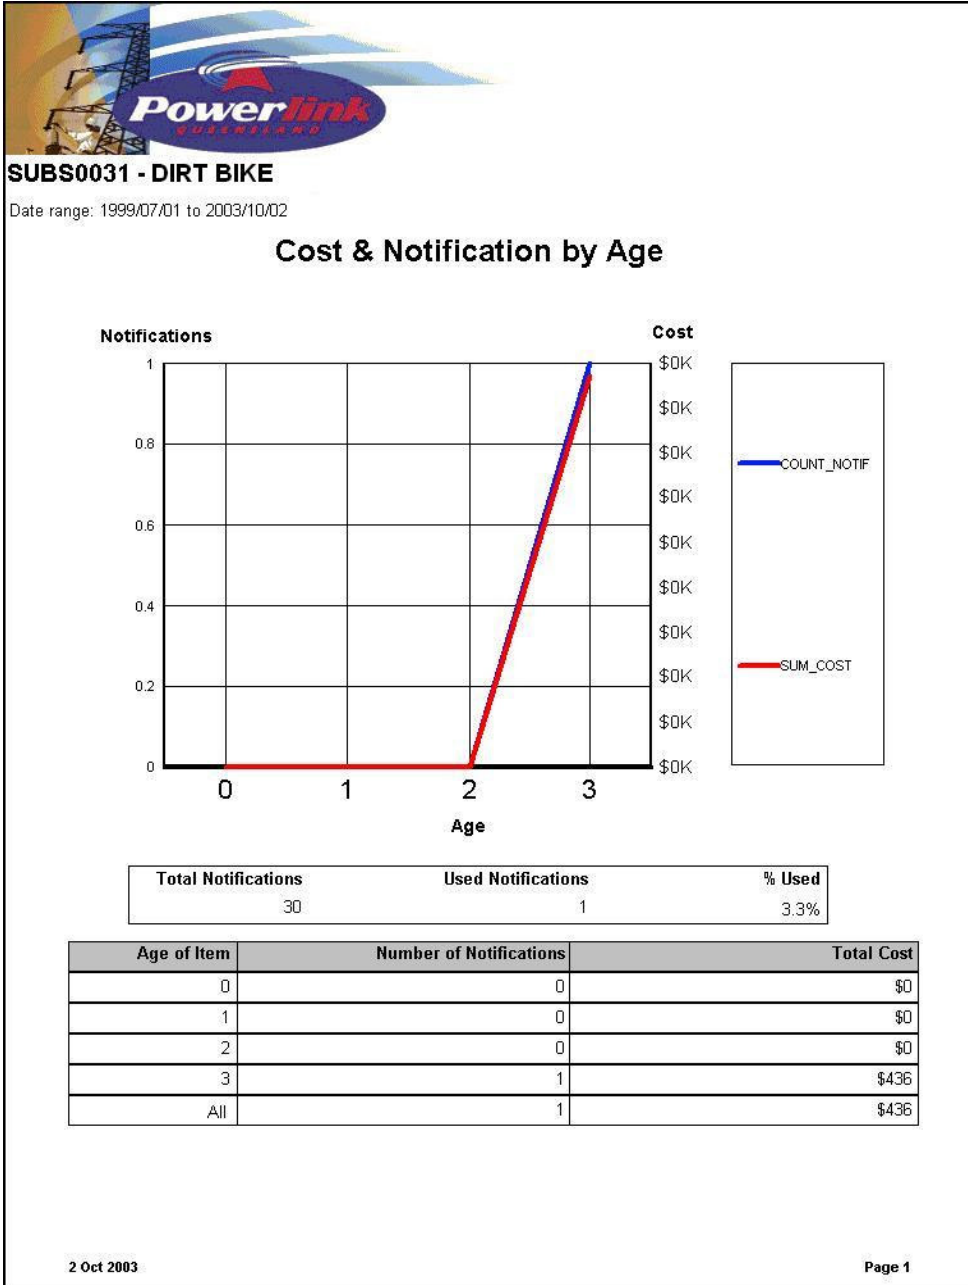 Powerlink
QUEENSLAND
SUBS0031 - DIRT BIKE
Date range: 1999/07/01 to 2003/10/02
Cost & Notification by Age
Notifications
Cost
1
$0K
$0K
0.8
$0K
COUNT_NOTIF
$0K
0.6
$0K
$0K
0.4
$0K
SUM_COST
$0K
0.2
$0K
0
$0K
0 1 2 3
Age
Total Notifications Used Notifications % Used
30 1 3.3%
Age of Item Number of Notifications Total Cost
0 0 $0
1 0 $0
2 0 $0
3 1 $436
All 1 $436
2 Oct 2003 Page 1